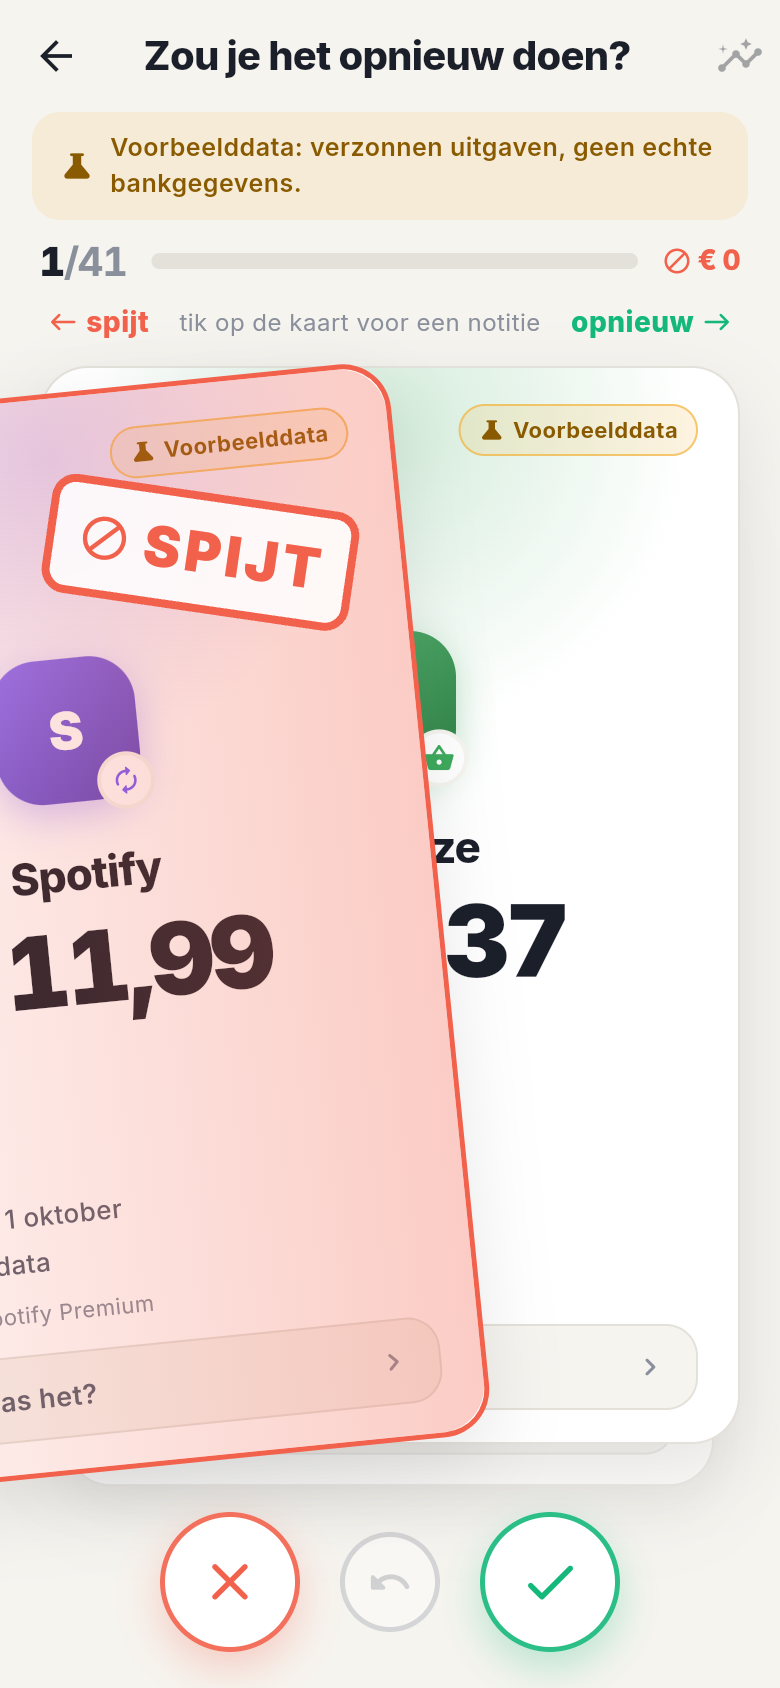 Zou je het opnieuw doen?
Voorbeelddata: verzonnen uitgaven, geen echte
bankgegevens.
1/41
€ 0
← spijt
tik op de kaart voor een notitie
opnieuw →
Voorbeelddata
Voorbeelddata
SPIJT
S
Spotify
ze
11,99
37
1 oktober
data
otify Premium
as het?